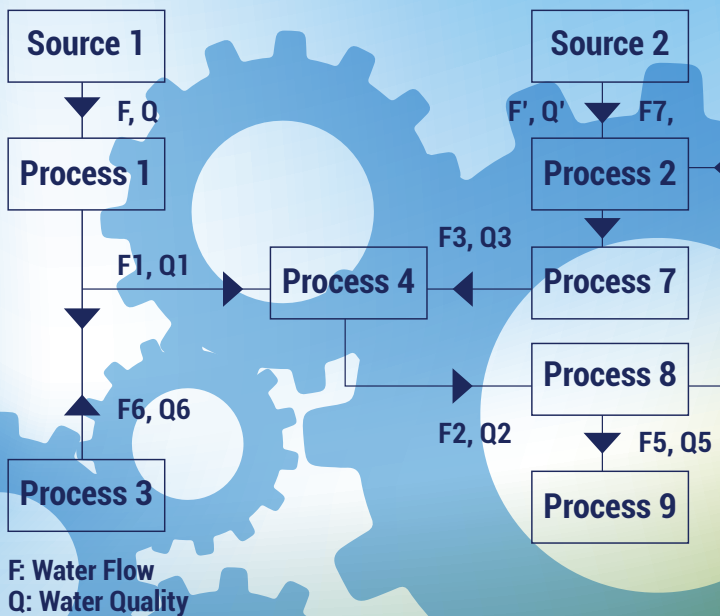 Source 1
Source 2
F, Q
F', Q'
F7,
Process 1
Process 2
F1, Q1
F3, Q3
Process 4
Process 7
F6, Q6
F2, Q2
Process 8
F5, Q5
Process 3
Process 9
F: Water Flow
Q: Water Quality